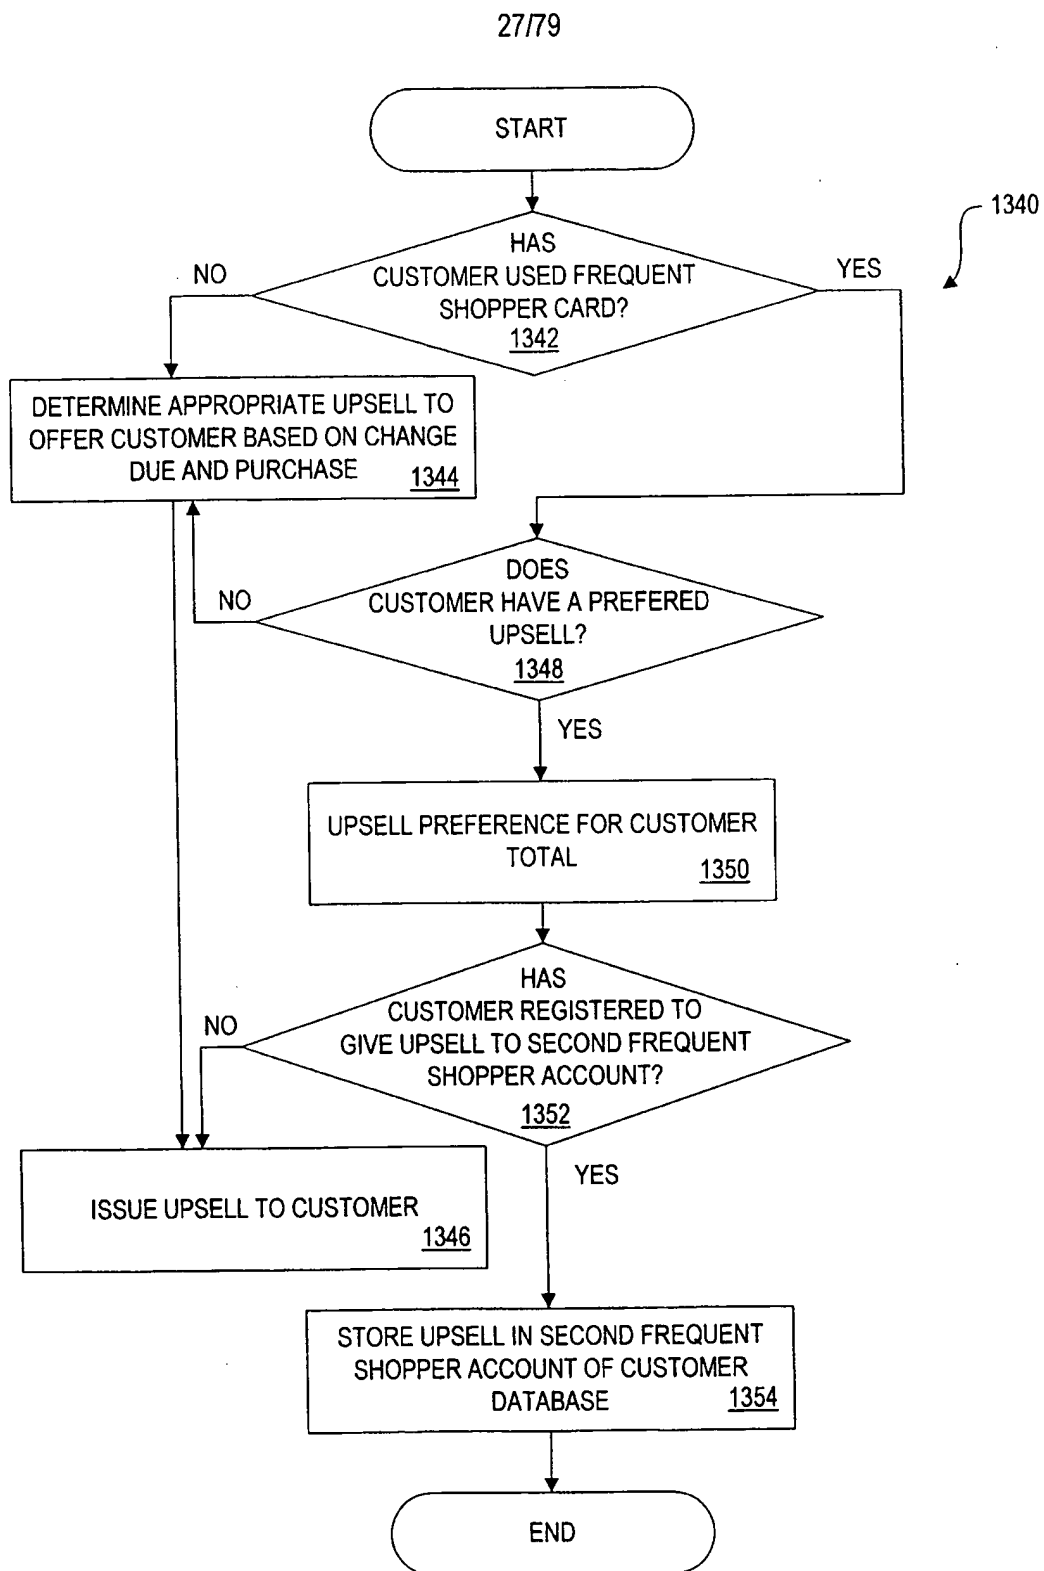 27/79
START
1340
HAS
CUSTOMER USED FREQUENT
SHOPPER CARD?
1342
NO
YES
DETERMINE APPROPRIATE UPSELL TO
OFFER CUSTOMER BASED ON CHANGE
DUE AND PURCHASE
1344
DOES
CUSTOMER HAVE A PREFERED
UPSELL?
1348
NO
YES
UPSELL PREFERENCE FOR CUSTOMER
TOTAL
1350
HAS
CUSTOMER REGISTERED TO
GIVE UPSELL TO SECOND FREQUENT
SHOPPER ACCOUNT?
1352
NO
YES
ISSUE UPSELL TO CUSTOMER
1346
STORE UPSELL IN SECOND FREQUENT
SHOPPER ACCOUNT OF CUSTOMER
DATABASE
1354
END